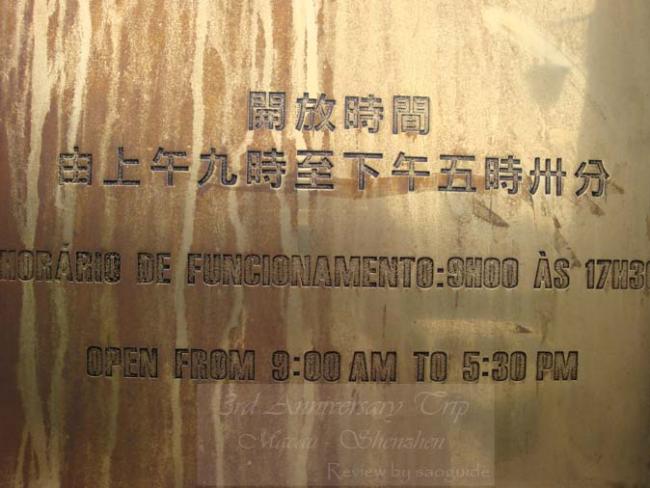 開放時間
由上午九時至下午五時卅分
HORÁRIO DE FUNCIONAMENTO:9H00 ÀS 17H30
OPEN FROM 9:00 AM TO 5:30 PM
3rd Anniversary Trip
Macau - Shenzhen
Review by saoguide